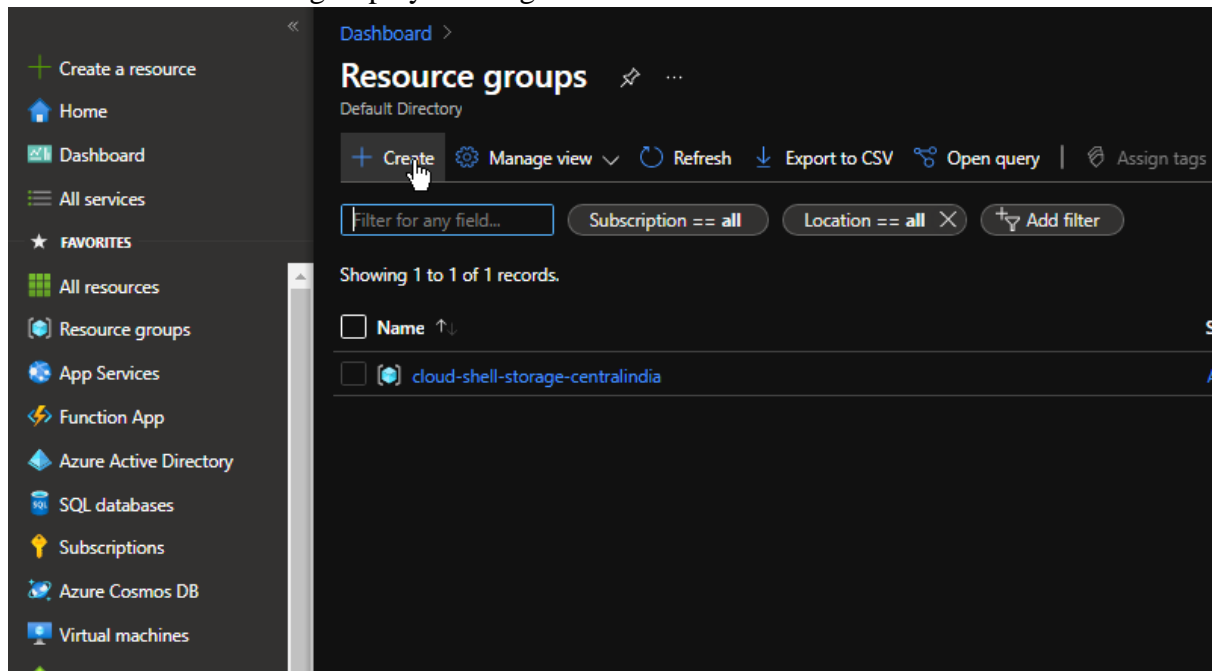 Create a resource
Home
Dashboard
All services
FAVORITES
All resources
Resource groups
App Services
Function App
Azure Active Directory
SQL databases
Subscriptions
Azure Cosmos DB
Virtual machines
Dashboard >
Resource groups ...
Default Directory
+ Create Manage view Refresh Export to CSV Open query | Assign tags
Filter for any field... Subscription == all Location == all Add filter
Showing 1 to 1 of 1 records.
Name ↑↓
cloud-shell-storage-centralindia